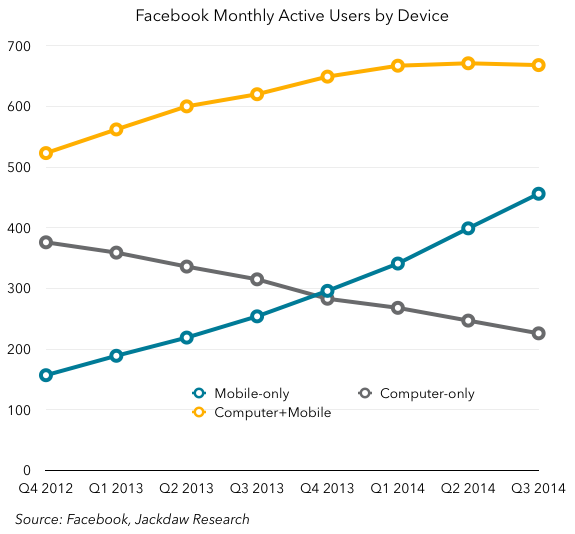 Facebook Monthly Active Users by Device
700
600
500
400
300
200
100
0
Mobile-only Computer-only
Computer+Mobile
Q4 2012 Q1 2013 Q2 2013 Q3 2013 Q4 2013 Q1 2014 Q2 2014 Q3 2014
Source: Facebook, Jackdaw Research